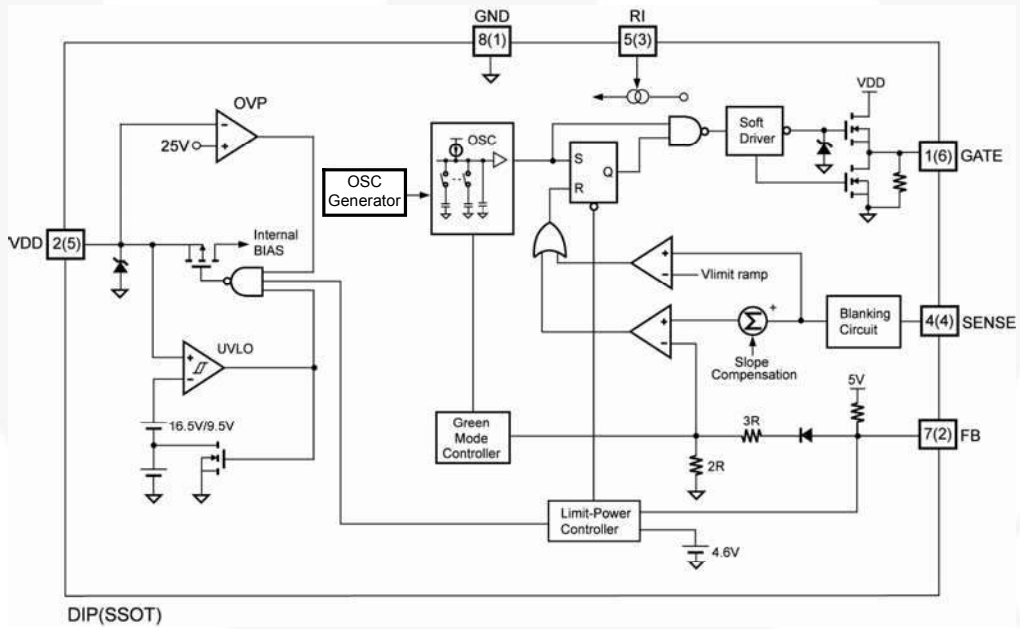 GND
8(1)
RI
5(3)
OVP
25V
VDD
OSC
Soft
Driver
1(6)
GATE
OSC
Generator
S
Q
R
VDD
2(5)
Internal
BIAS
Vlimit ramp
Blanking
Circuit
4(4)
SENSE
Σ
Slope
Compensation
UVLO
5V
16.5V/9.5V
Green
Mode
Controller
3R
7(2)
FB
2R
Limit-Power
Controller
4.6V
DIP(SSOT)